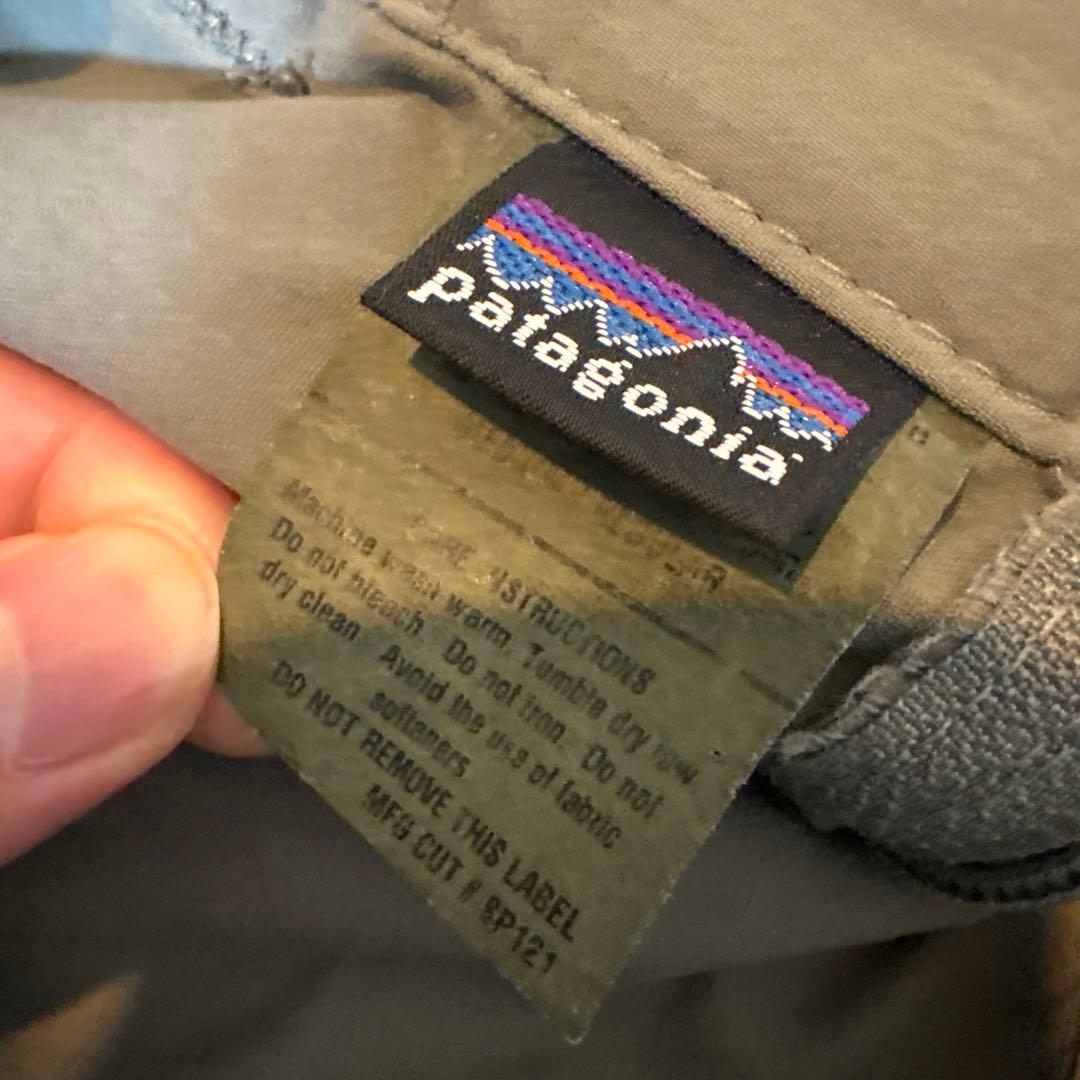 patagonia
CARE INSTRUCTIONS
Machine wash warm. Tumble dry low
Do not bleach. Do not iron. Do not
dry clean. Avoid the use of fabric
softeners
DO NOT REMOVE THIS LABEL
MFG CUT # SP121